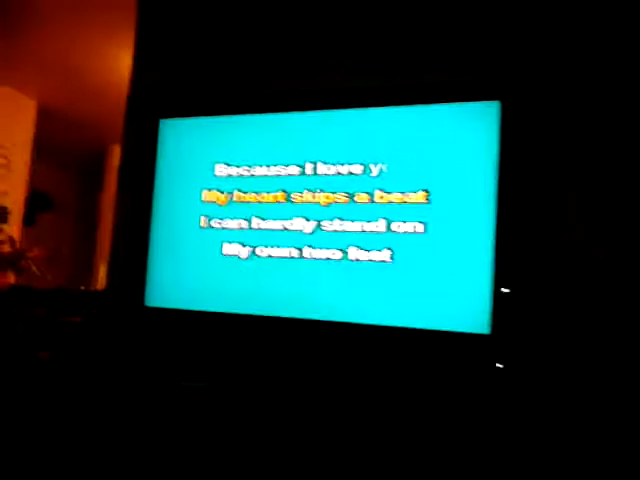 Because I love y
My heart skips a beat
I can hardly stand on
My own two feet